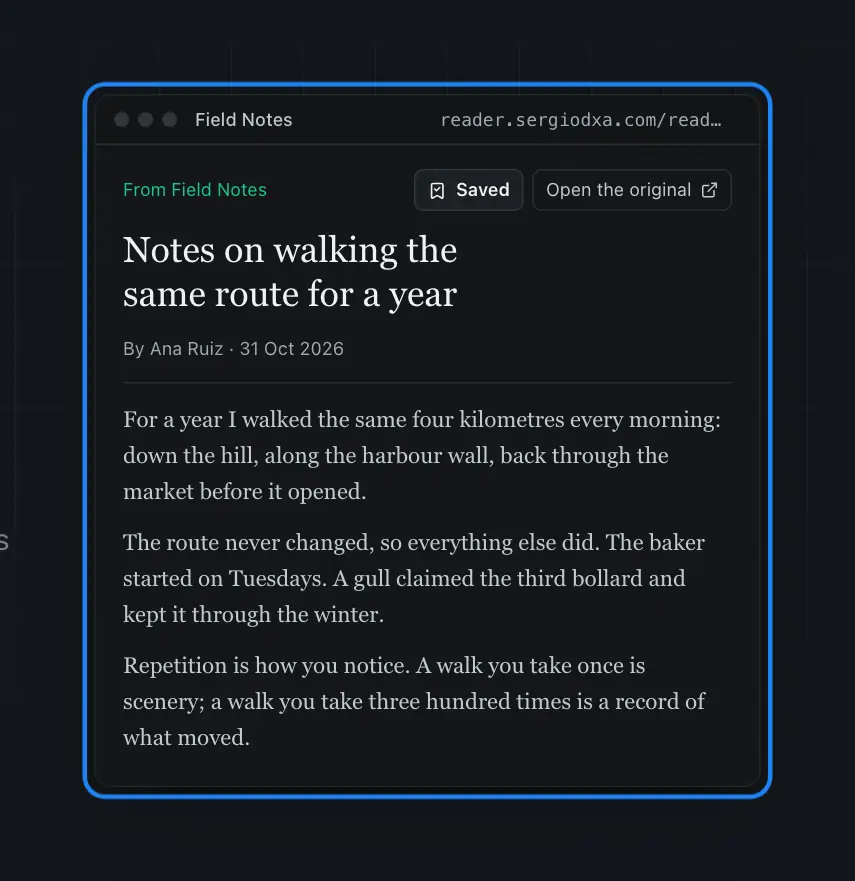 Field Notes
reader.sergiodxa.com/read…
From Field Notes
Saved
Open the original
Notes on walking the
same route for a year
By Ana Ruiz · 31 Oct 2026
For a year I walked the same four kilometres every morning:
down the hill, along the harbour wall, back through the
market before it opened.
The route never changed, so everything else did. The baker
started on Tuesdays. A gull claimed the third bollard and
kept it through the winter.
Repetition is how you notice. A walk you take once is
scenery; a walk you take three hundred times is a record of
what moved.